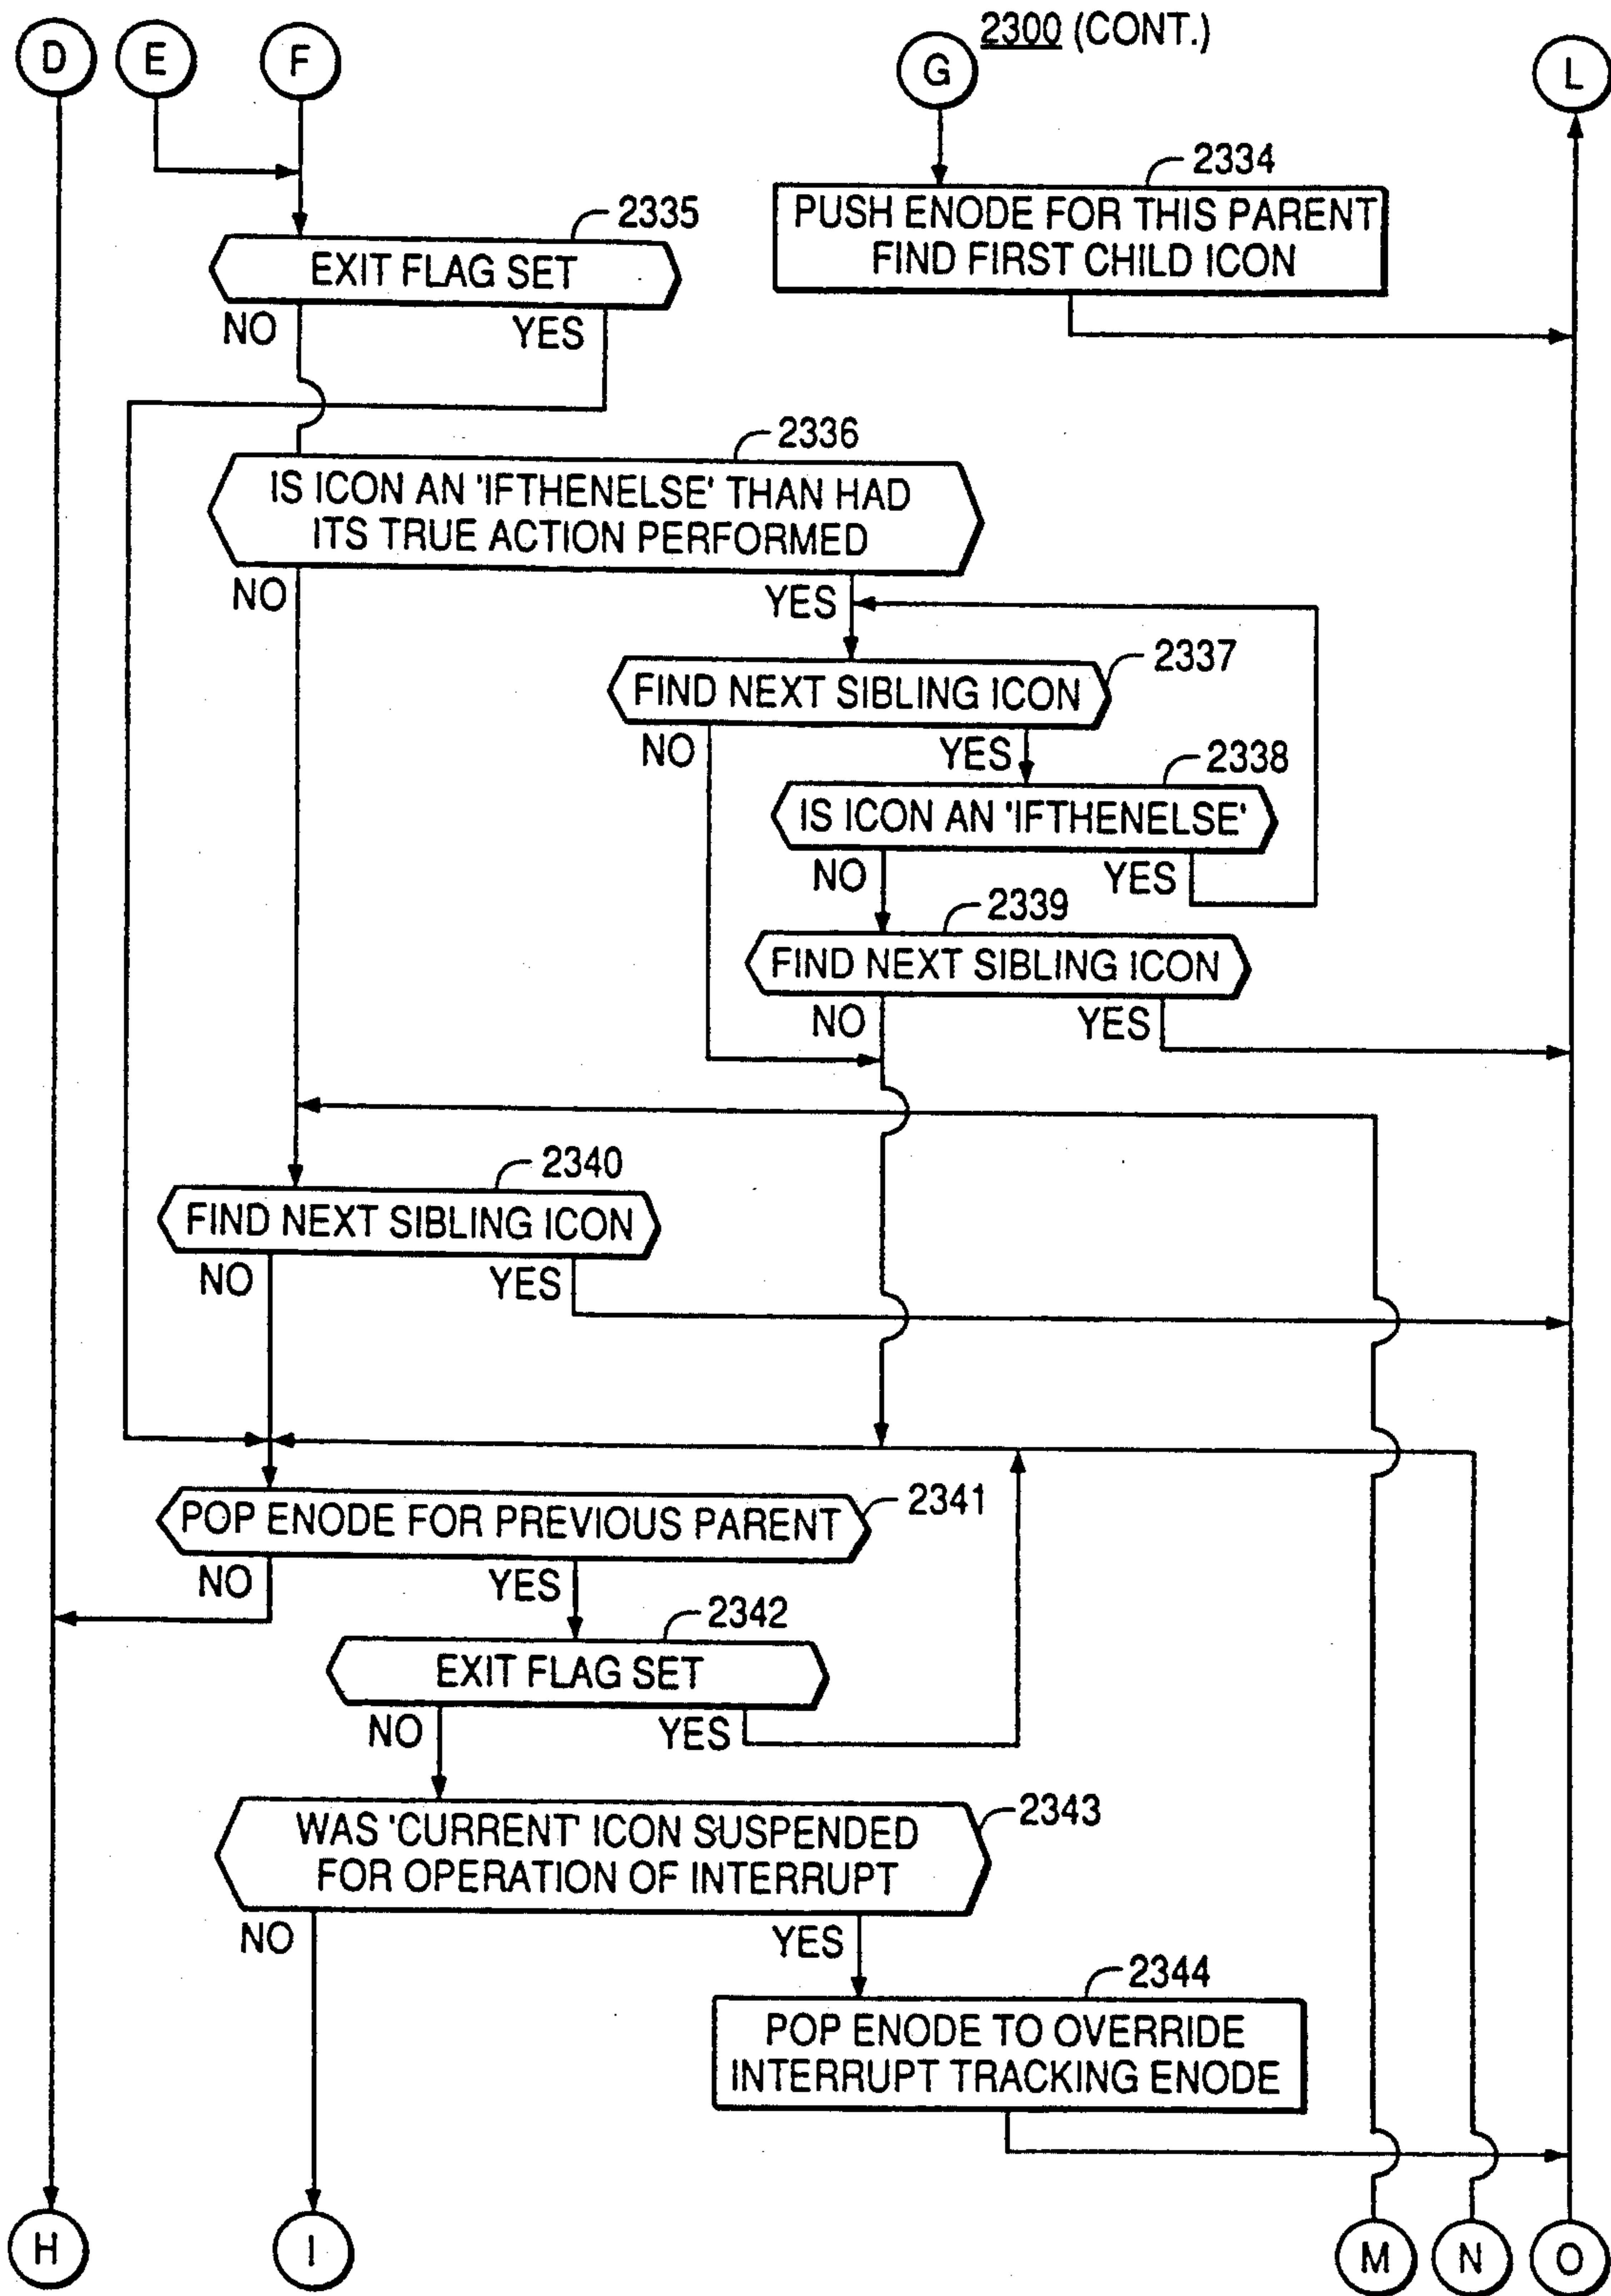 2300 (CONT.)
D
E
F
G
L
2334
PUSH ENODE FOR THIS PARENT
FIND FIRST CHILD ICON
2335
EXIT FLAG SET
NO
YES
2336
IS ICON AN 'IFTHENELSE' THAN HAD
ITS TRUE ACTION PERFORMED
NO
YES
2337
FIND NEXT SIBLING ICON
NO
YES
2338
IS ICON AN 'IFTHENELSE'
NO
YES
2339
FIND NEXT SIBLING ICON
NO
YES
2340
FIND NEXT SIBLING ICON
NO
YES
2341
POP ENODE FOR PREVIOUS PARENT
NO
YES
2342
EXIT FLAG SET
NO
YES
2343
WAS 'CURRENT' ICON SUSPENDED
FOR OPERATION OF INTERRUPT
NO
YES
2344
POP ENODE TO OVERRIDE
INTERRUPT TRACKING ENODE
H
I
M
N
O